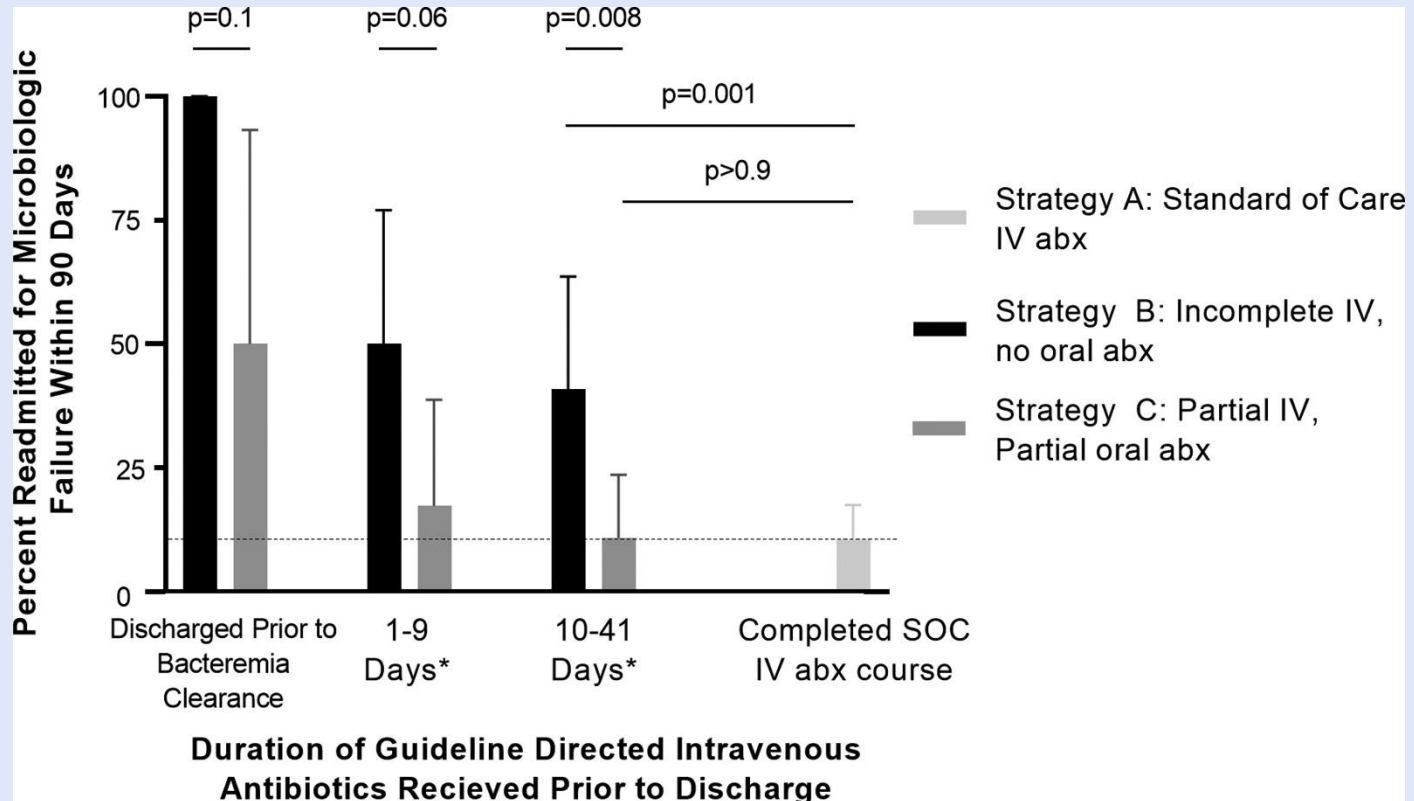 p=0.1
p=0.06
p=0.008
p=0.001
p>0.9
Percent Readmitted for Microbiologic
Failure Within 90 Days
100
75
50
25
0
Discharged Prior to
Bacteremia
Clearance
1-9
Days*
10-41
Days*
Completed SOC
IV abx course
Duration of Guideline Directed Intravenous
Antibiotics Recieved Prior to Discharge
Strategy A: Standard of Care
IV abx
Strategy B: Incomplete IV,
no oral abx
Strategy C: Partial IV,
Partial oral abx